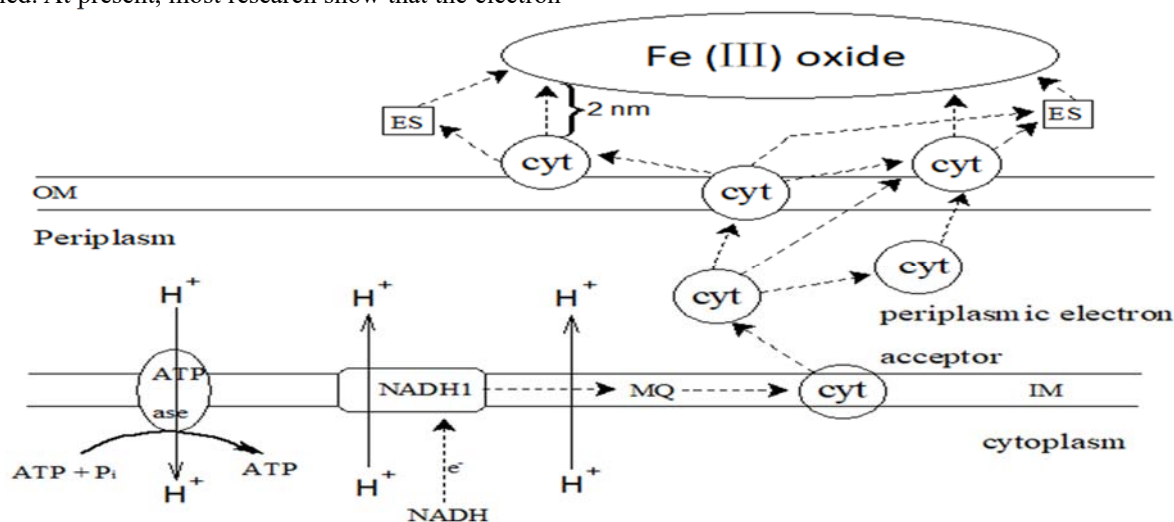 ied. At present, most research show that the electron
Fe (III) oxide
ES
2 nm
ES
cyt
cyt
cyt
OM
Periplasm
cyt
cyt
H+
H+
H+
periplasmic electron
acceptor
ATP
ase
NADH1
MQ
cyt
IM
cytoplasm
ATP + Pi
H+
ATP
H+
e-
H+
NADH